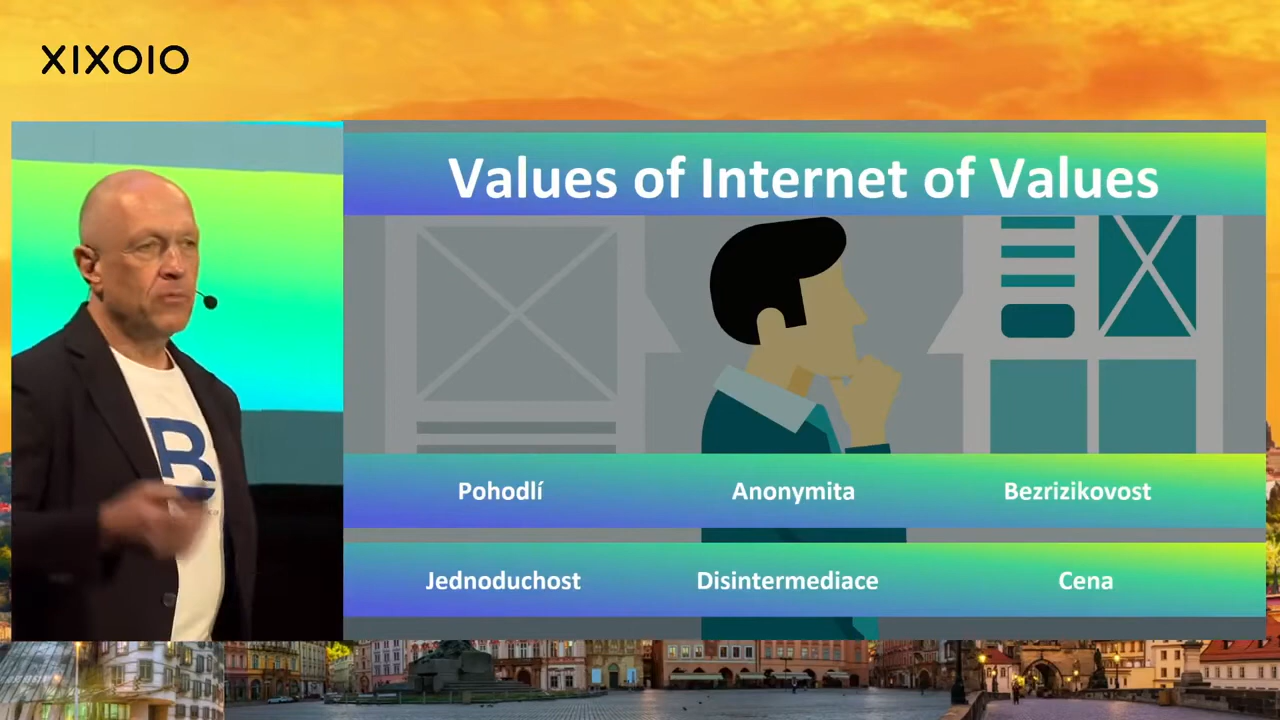 XIXOIO
Values of Internet of Values
B
Pohodlí Anonymita Bezrizikovost
Jednoduchost Disintermediace Cena